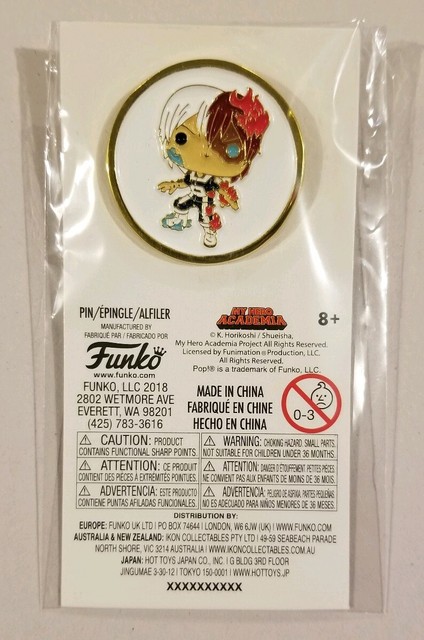 PIN/ÉPINGLE/ALFILER
MANUFACTURED BY
FABRIQUÉ PAR / FABRICADO POR
Funko
www.funko.com
FUNKO, LLC 2018
2802 WETMORE AVE
EVERETT, WA 98201
(425) 783-3616
MY HERO
ACADEMIA
8+
© K. Horikoshi / Shueisha,
My Hero Academia Project All Rights Reserved.
Licensed by Funimation® Production, LLC,
All Rights Reserved.
Pop!® is a trademark of Funko, LLC.
MADE IN CHINA
FABRIQUÉ EN CHINE
HECHO EN CHINA
0-3
CAUTION: PRODUCT
CONTAINS FUNCTIONAL SHARP POINTS.
WARNING: CHOKING HAZARD. SMALL PARTS.
NOT SUITABLE FOR CHILDREN UNDER 36 MONTHS.
ATTENTION: CE PRODUIT
CONTIENT DES PIÈCES À EXTRÉMITÉS POINTUES.
ATTENTION: DANGER D'ÉTOUFFEMENT. PETITES PIÈCES
NE CONVIENT PAS AUX ENFANTS DE MOINS DE 36 MOIS.
ADVERTENCIA: ESTE PRODUCTO
CONTIENE PUNTAS AFILADAS FUNCIONALES.
ADVERTENCIA: PELIGRO DE ASFIXIA. PARTES PEQUEÑAS
NO ES ADECUADO PARA NIÑOS MENORES DE 36 MESES.
DISTRIBUTION BY:
EUROPE: FUNKO UK LTD | PO BOX 74644 | LONDON, W6 6JW (UK) | WWW.FUNKO.COM
AUSTRALIA & NEW ZEALAND: IKON COLLECTABLES PTY LTD | 49-59 SEABEACH PARADE
NORTH SHORE, VIC 3214 AUSTRALIA | WWW.IKONCOLLECTABLES.COM.AU
JAPAN: HOT TOYS JAPAN CO., INC. | G BLDG 3RD FLOOR
JINGUMAE 3-30-12 | TOKYO 150-0001 | WWW.HOTTOYS.JP
XXXXXXXXXX